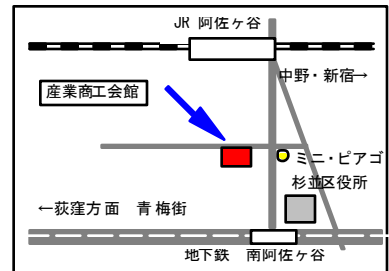 JR 阿佐ヶ谷
中野・新宿→
産業商工会館
ミニ・ピアゴ
杉並区役所
←荻窪方面 青梅街
地下鉄 南阿佐ヶ谷